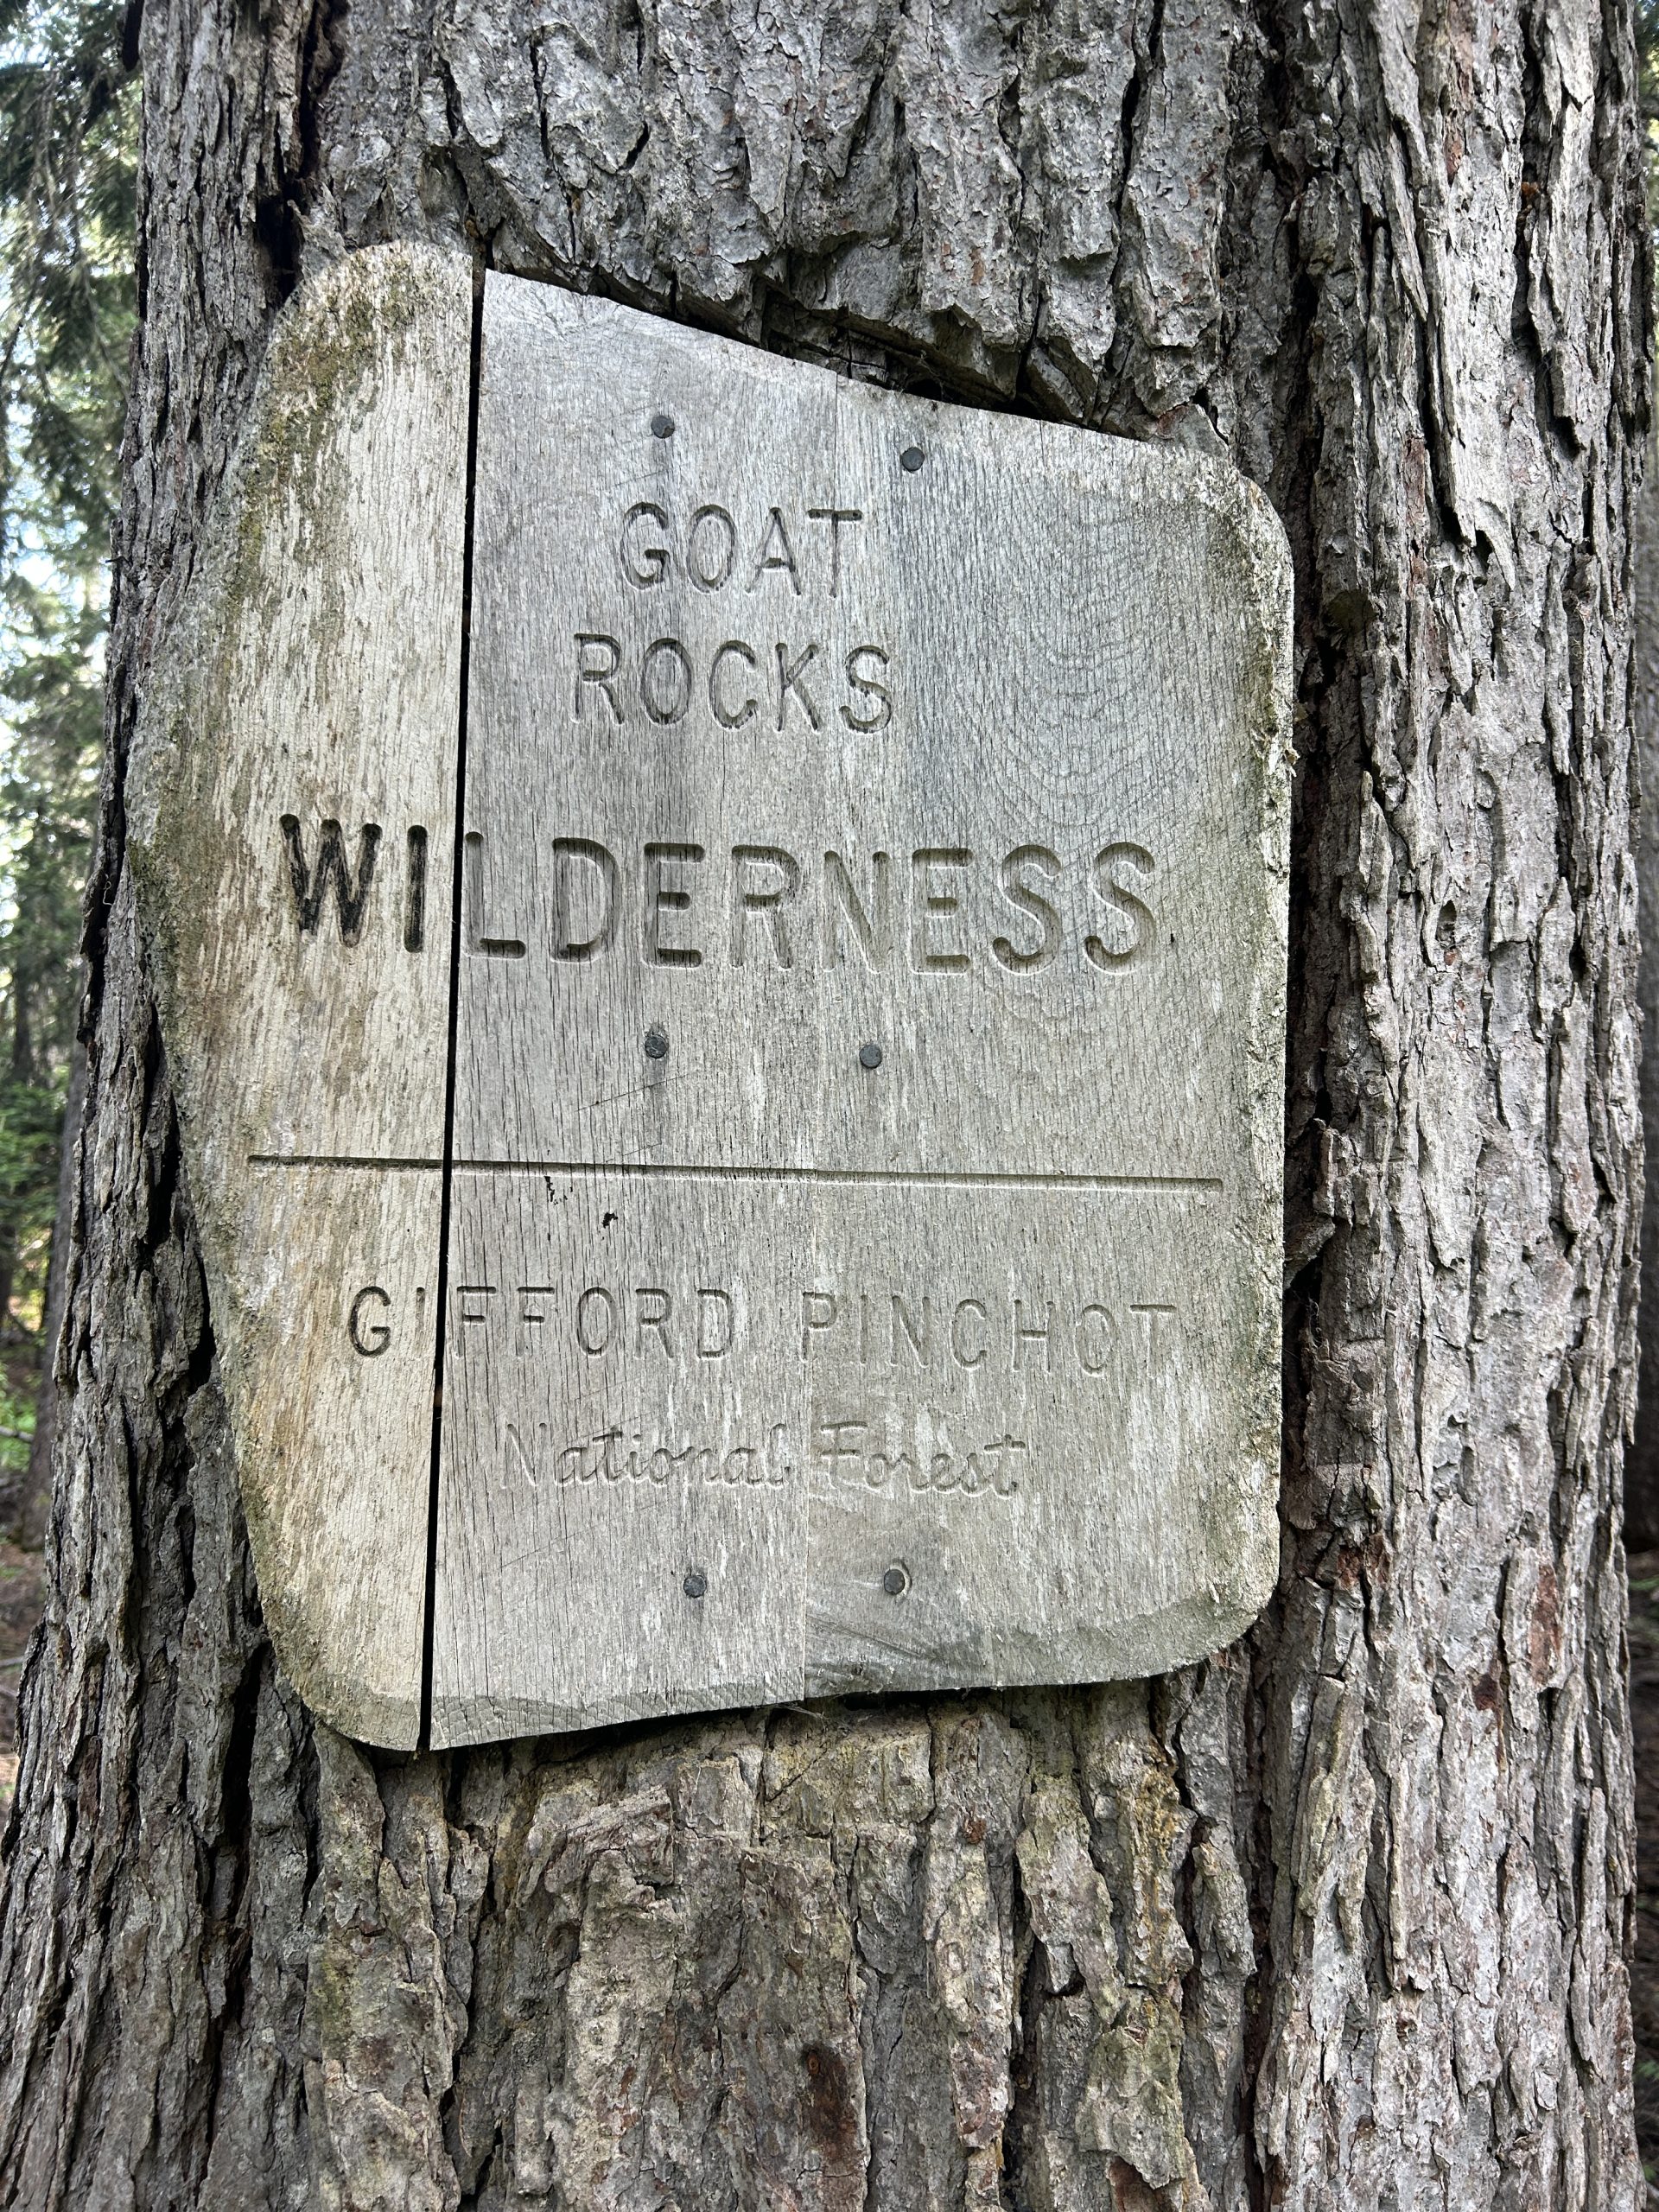 GOAT
ROCKS
WILDERNESS
GIFFORD PINCHOT
National Forest